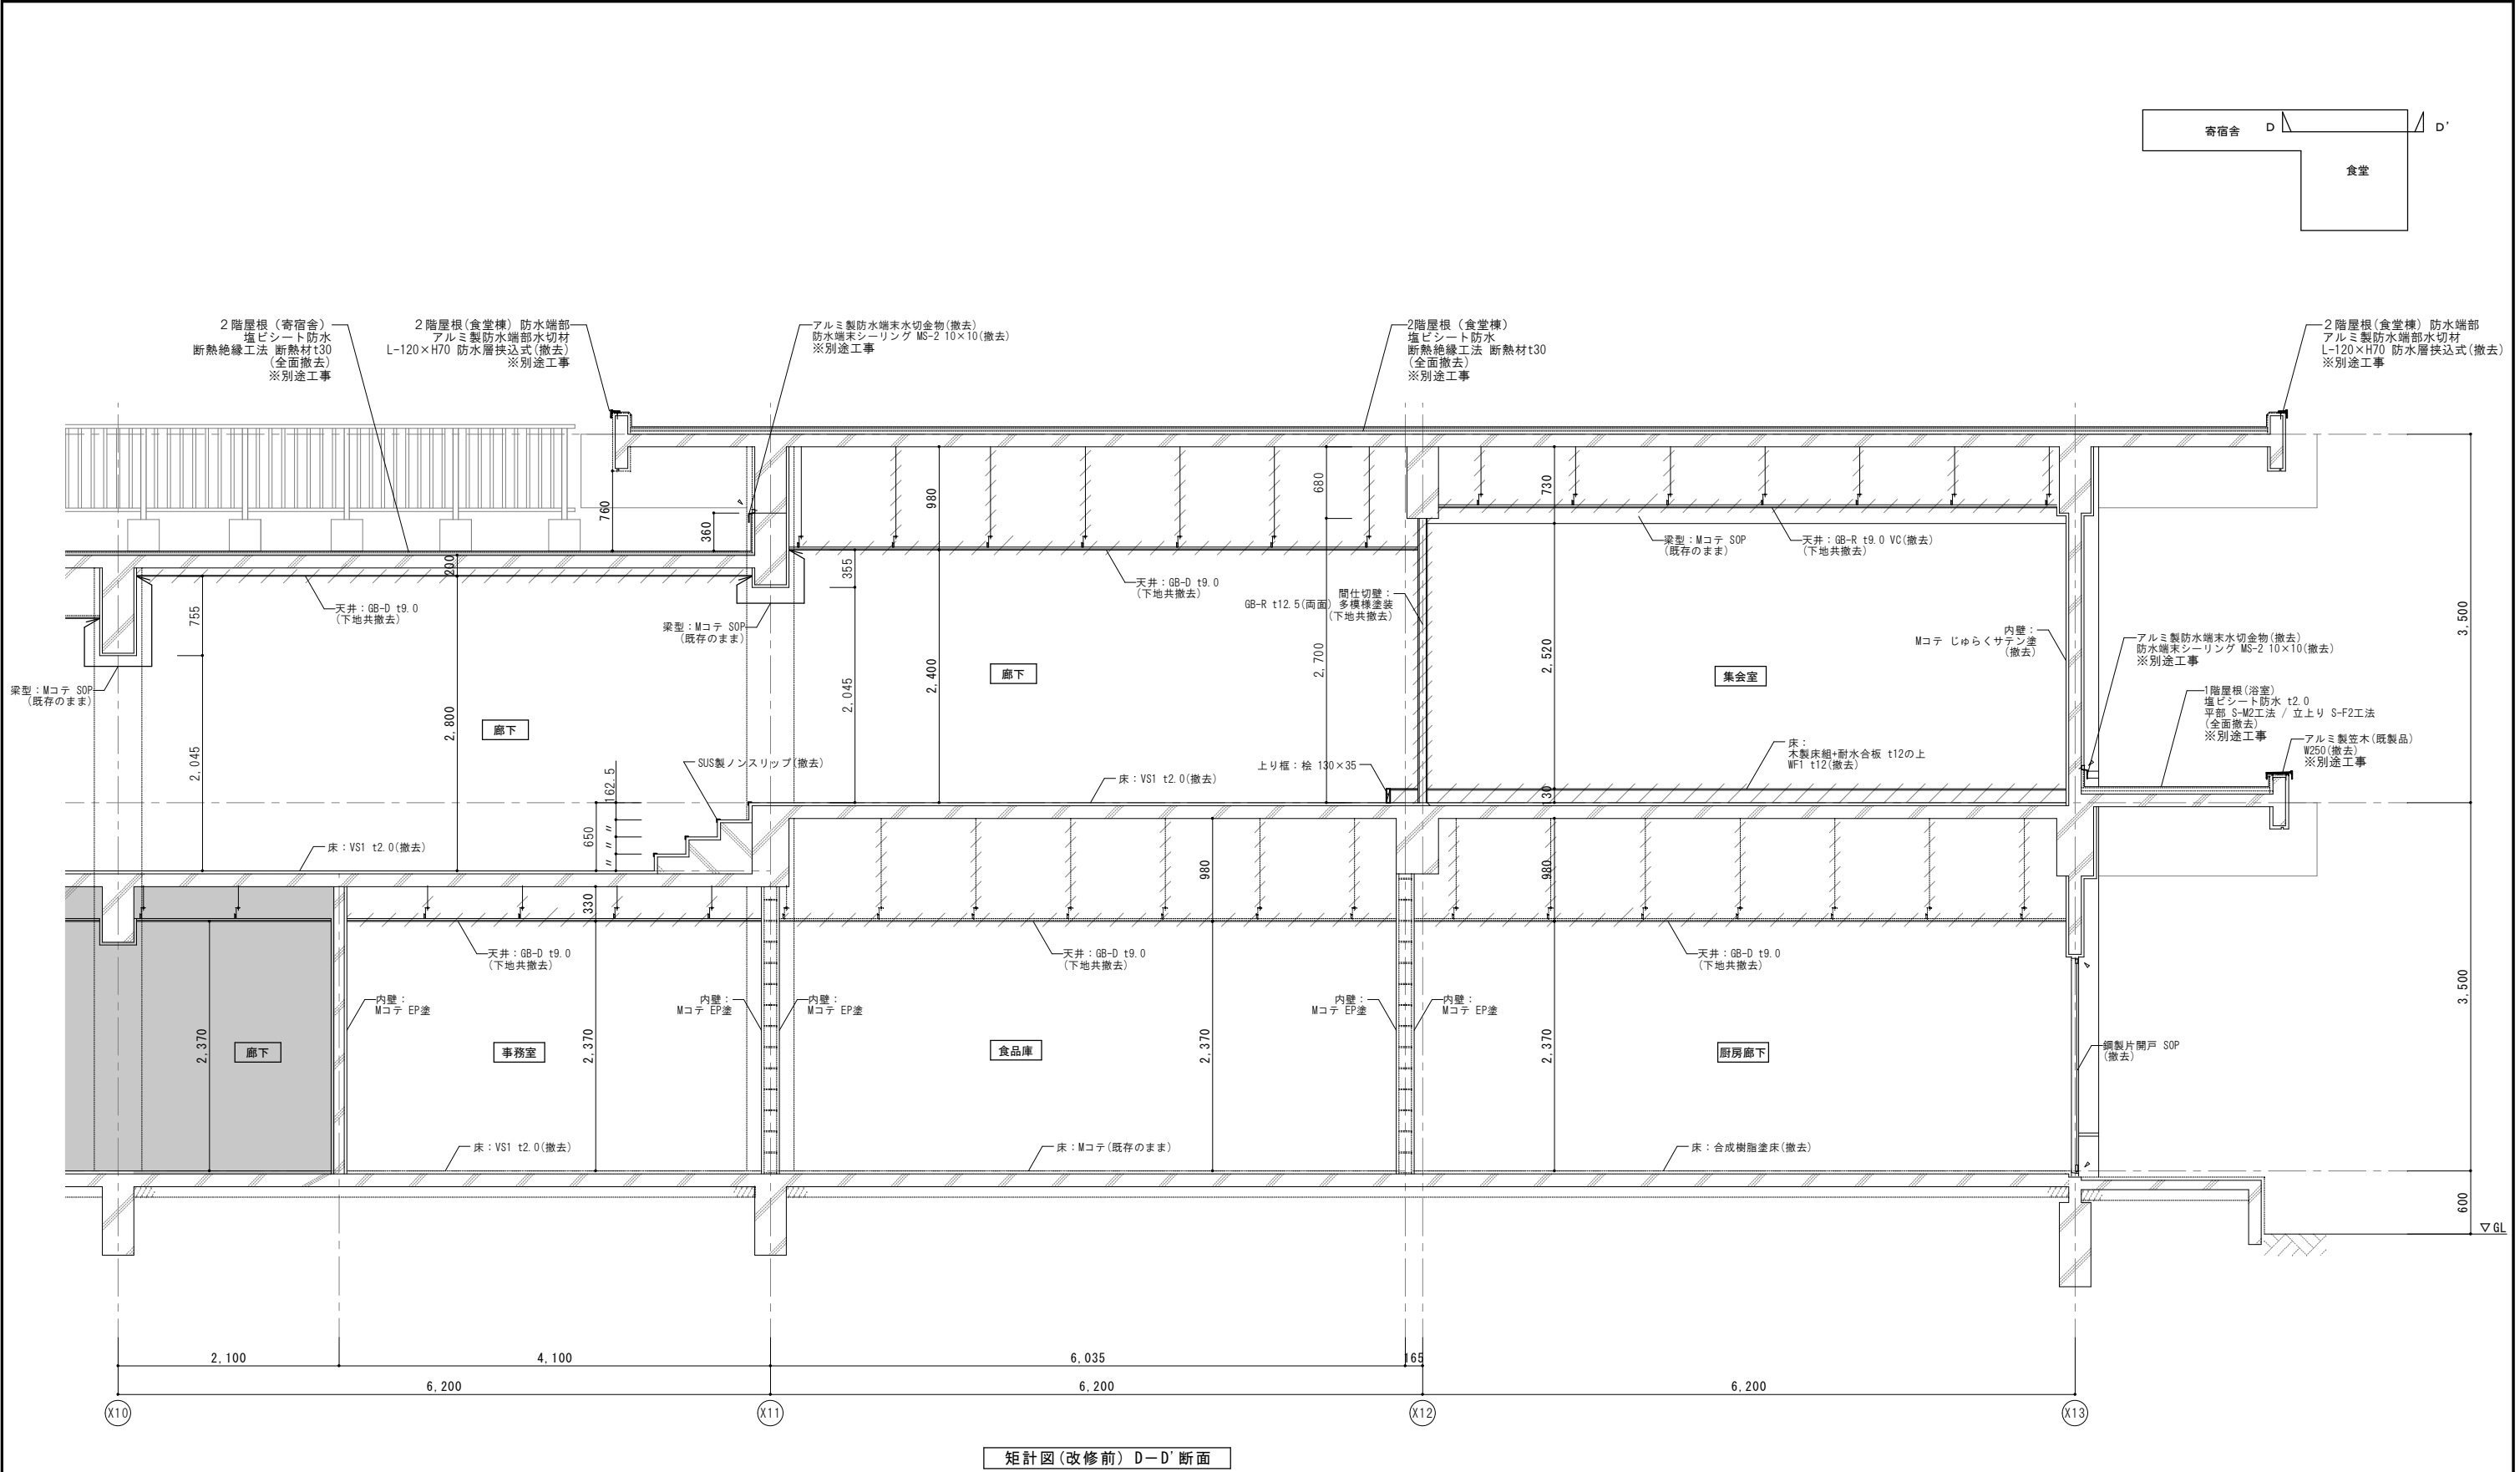 寄宿舎
D
D'
食堂
２階屋根（寄宿舎）
塩ビシート防水
断熱絶縁工法 断熱材t30
(全面撤去)
※別途工事
２階屋根(食堂棟) 防水端部
アルミ製防水端部水切材
L-120×H70 防水層挟込式(撤去)
※別途工事
アルミ製防水端末水切金物(撤去)
防水端末シーリング MS-2 10×10(撤去)
※別途工事
2階屋根（食堂棟）
塩ビシート防水
断熱絶縁工法 断熱材t30
(全面撤去)
※別途工事
２階屋根(食堂棟) 防水端部
アルミ製防水端部水切材
L-120×H70 防水層挟込式(撤去)
※別途工事
760
360
980
680
730
200
355
755
天井：GB-D t9.0
(下地共撤去)
梁型：Mコテ SOP
(既存のまま)
天井：GB-D t9.0
(下地共撤去)
間仕切壁：
GB-R t12.5(両面) 多模様塗装
(下地共撤去)
梁型：Mコテ SOP
(既存のまま)
天井：GB-R t9.0 VC(撤去)
(下地共撤去)
内壁：
Mコテ じゅらくサテン塗
(撤去)
アルミ製防水端末水切金物(撤去)
防水端末シーリング MS-2 10×10(撤去)
※別途工事
3,500
梁型：Mコテ SOP
(既存のまま)
2,045
2,800
廊下
2,045
2,400
廊下
2,700
2,520
集会室
1階屋根(浴室)
塩ビシート防水 t2.0
平部 S-M2工法 / 立上り S-F2工法
(全面撤去)
※別途工事
アルミ製笠木(既製品)
W250(撤去)
※別途工事
SUS製ノンスリップ(撤去)
162.5
〃
〃
〃
650
床：VS1 t2.0(撤去)
上り框：桧 130×35
床：
木製床組+耐水合板 t12の上
WF1 t12(撤去)
130
床：VS1 t2.0(撤去)
330
980
980
天井：GB-D t9.0
(下地共撤去)
天井：GB-D t9.0
(下地共撤去)
天井：GB-D t9.0
(下地共撤去)
内壁：
Mコテ EP塗
内壁：
Mコテ EP塗
内壁：
Mコテ EP塗
内壁：
Mコテ EP塗
内壁：
Mコテ EP塗
3,500
2,370
廊下
事務室
2,370
食品庫
2,370
2,370
厨房廊下
鋼製片開戸 SOP
(撤去)
床：VS1 t2.0(撤去)
床：Mコテ(既存のまま)
床：合成樹脂塗床(撤去)
600
▽GL
2,100
4,100
6,035
165
6,200
6,200
6,200
X10
X11
X12
X13
矩計図(改修前) D－D'断面